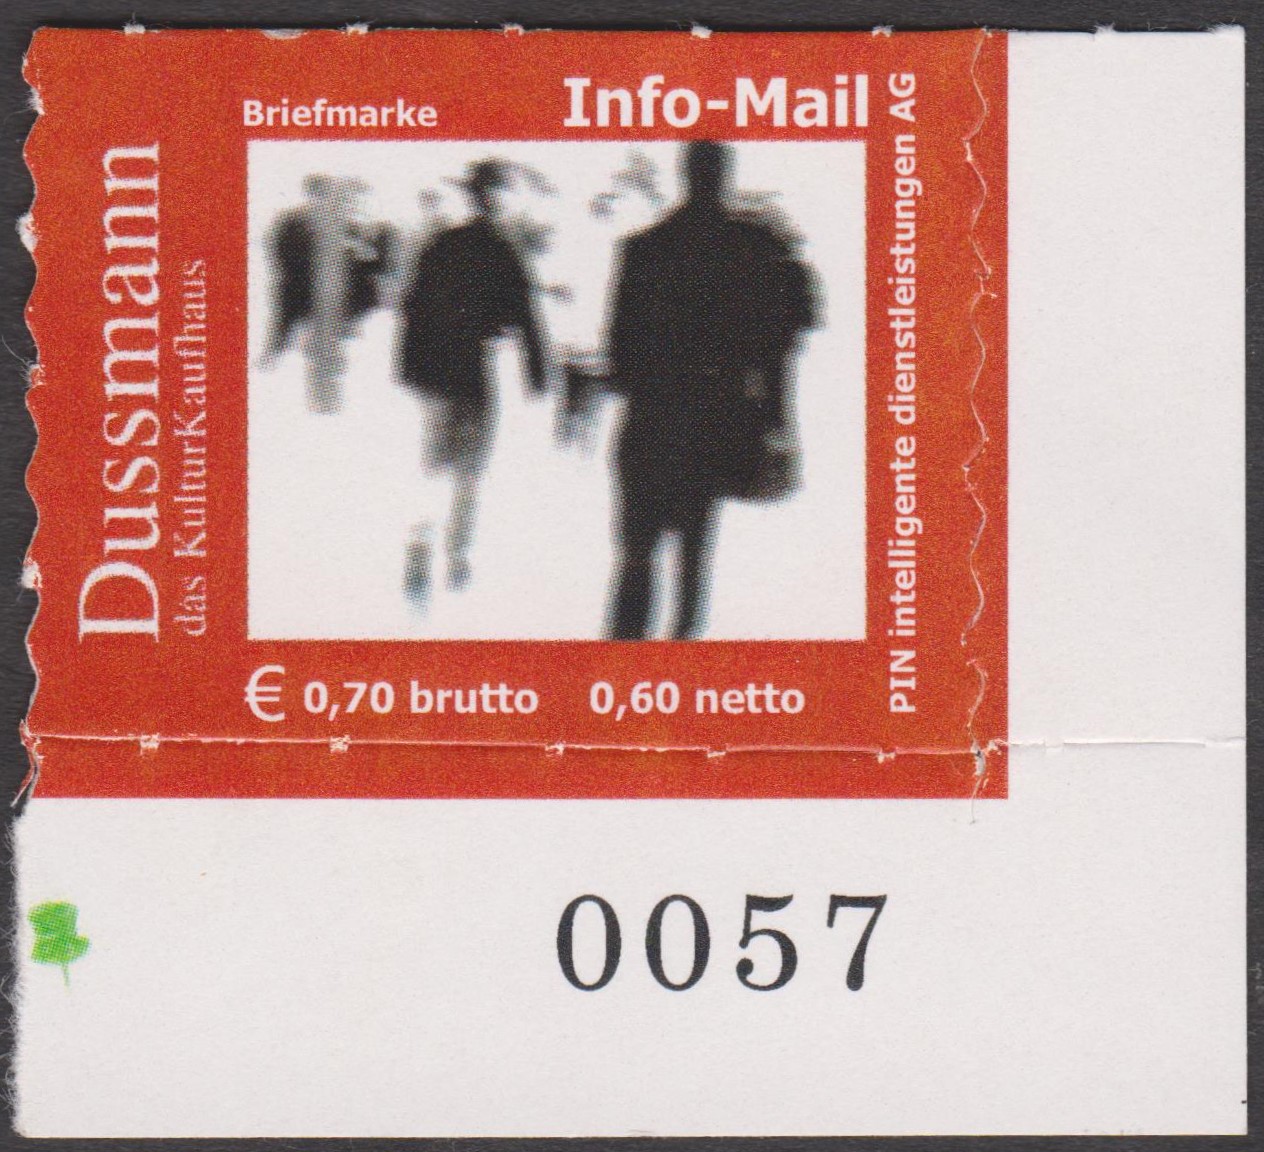 Briefmarke
Info-Mail
Dussmann
das KulturKaufhaus
PIN intelligente dienstleistungen AG
€ 0,70 brutto 0,60 netto
0057